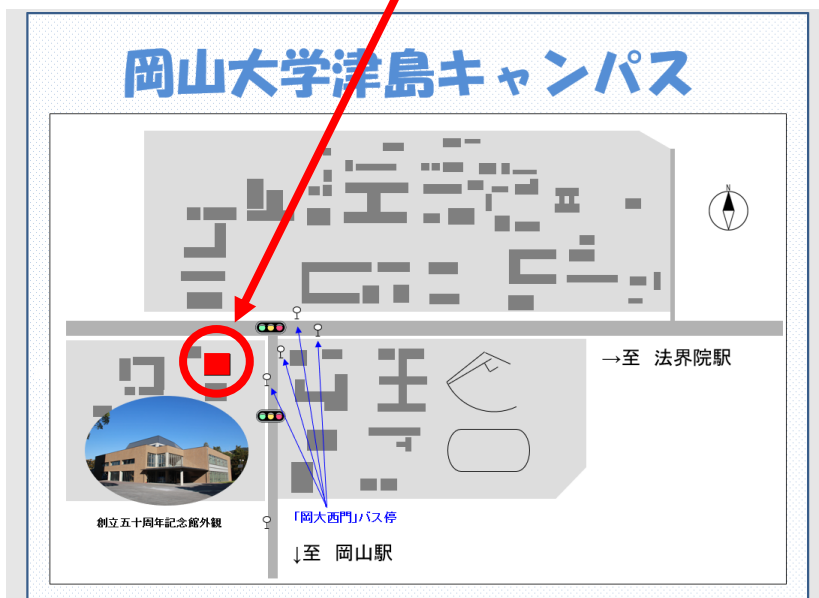 岡山大学津島キャンパス
N
→至　法界院駅
創立五十周年記念館外観
「岡大西門」バス停
↓至　岡山駅